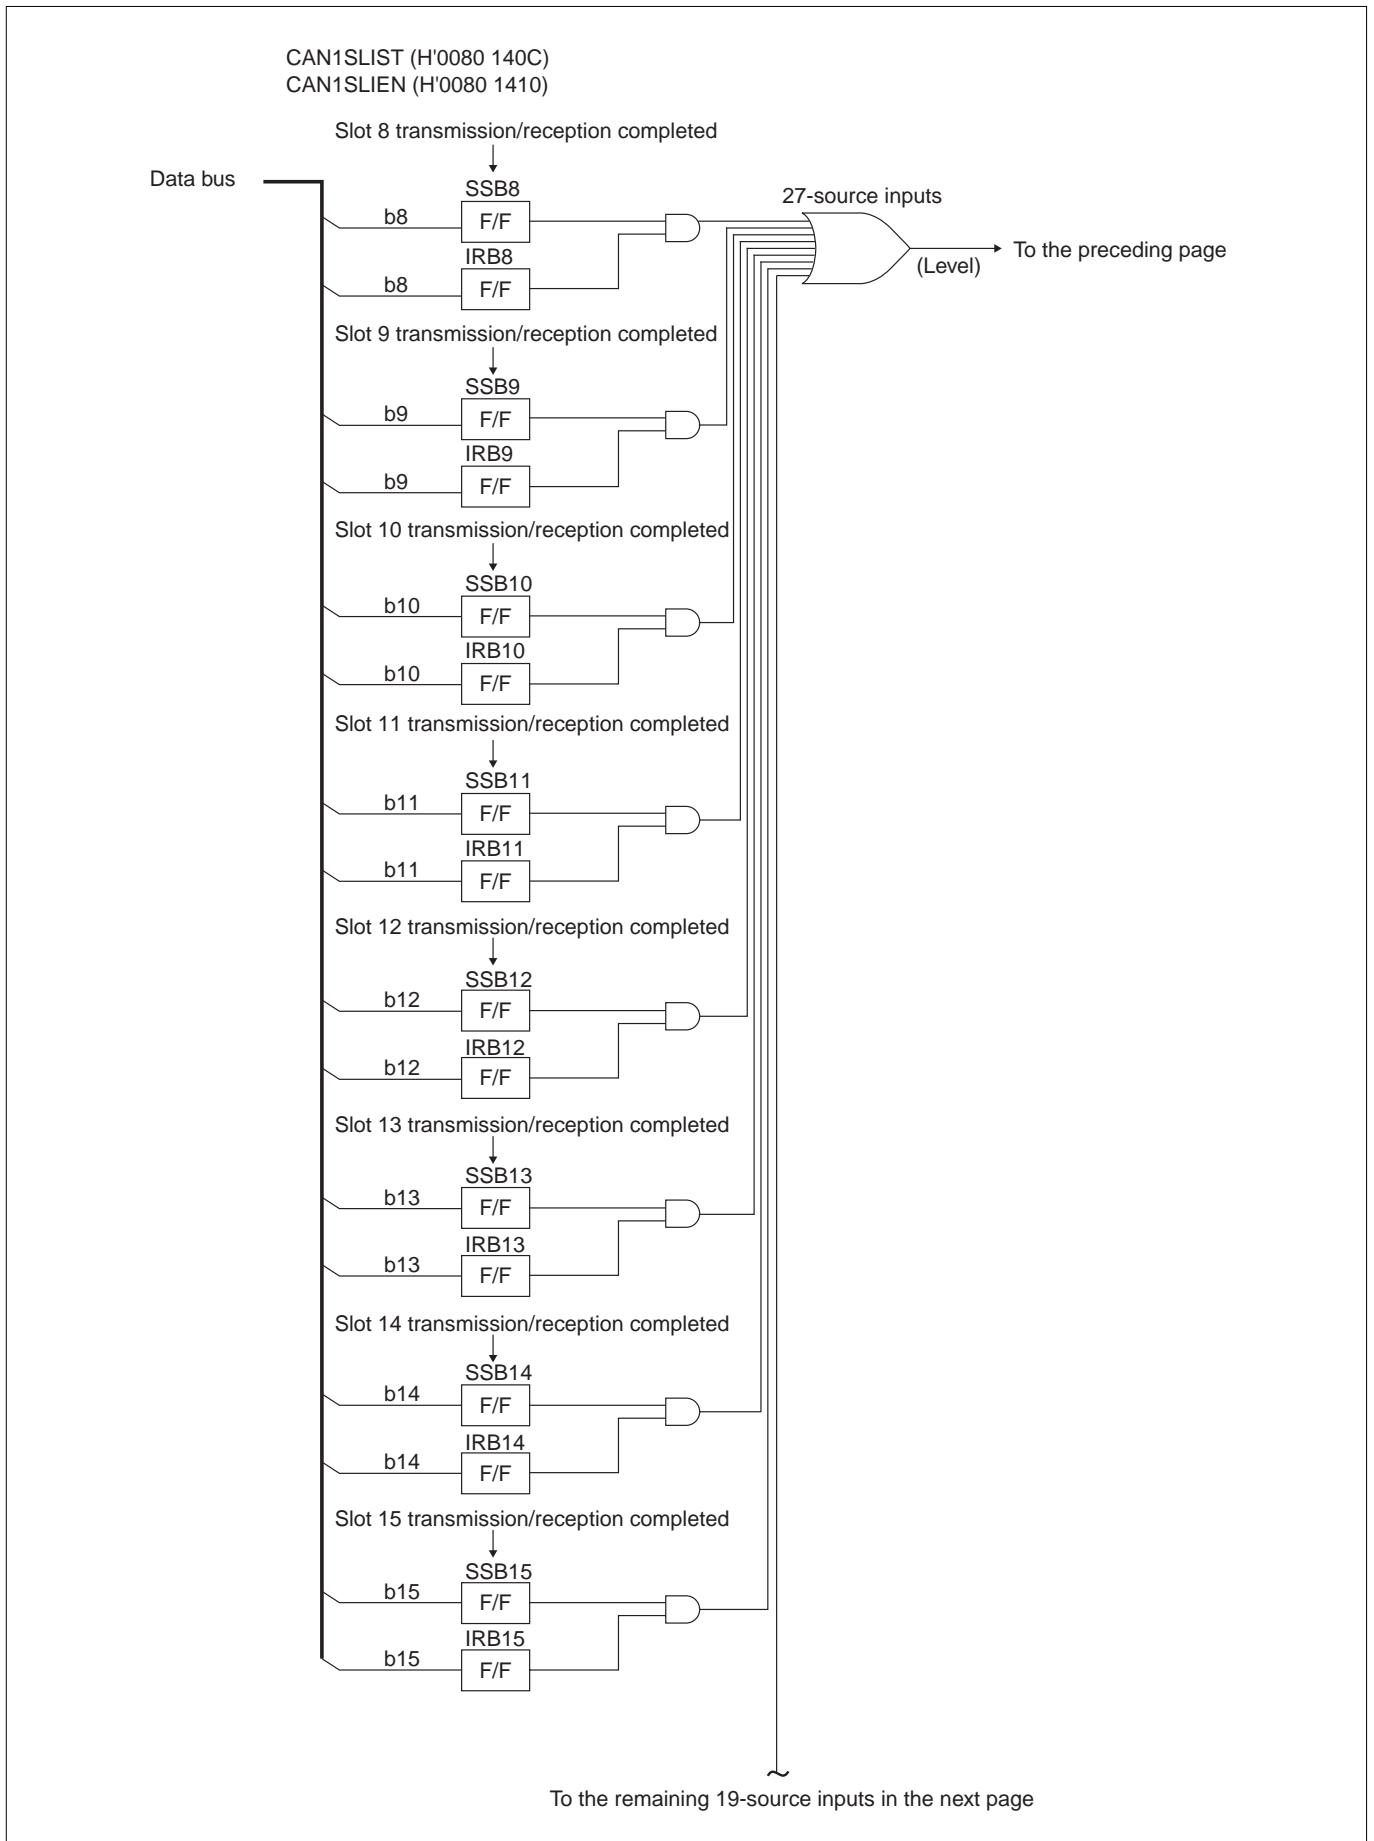 CAN1SLIST (H'0080 140C)
CAN1SLIEN (H'0080 1410)
Slot 8 transmission/reception completed
Data bus
SSB8
27-source inputs
b8
F/F
To the preceding page
(Level)
IRB8
b8
F/F
Slot 9 transmission/reception completed
SSB9
b9
F/F
IRB9
b9
F/F
Slot 10 transmission/reception completed
SSB10
b10
F/F
IRB10
b10
F/F
Slot 11 transmission/reception completed
SSB11
b11
F/F
IRB11
b11
F/F
Slot 12 transmission/reception completed
SSB12
b12
F/F
IRB12
b12
F/F
Slot 13 transmission/reception completed
SSB13
b13
F/F
IRB13
b13
F/F
Slot 14 transmission/reception completed
SSB14
b14
F/F
IRB14
b14
F/F
Slot 15 transmission/reception completed
SSB15
b15
F/F
IRB15
b15
F/F
To the remaining 19-source inputs in the next page